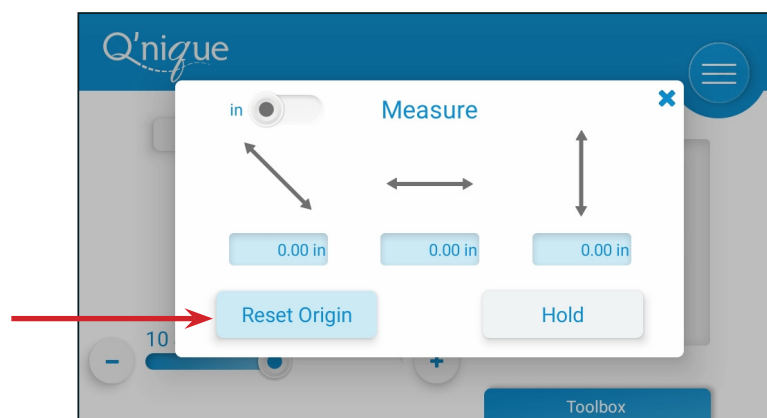 Q'nique
in
Measure
0.00 in
0.00 in
0.00 in
Reset Origin
Hold
10
Toolbox